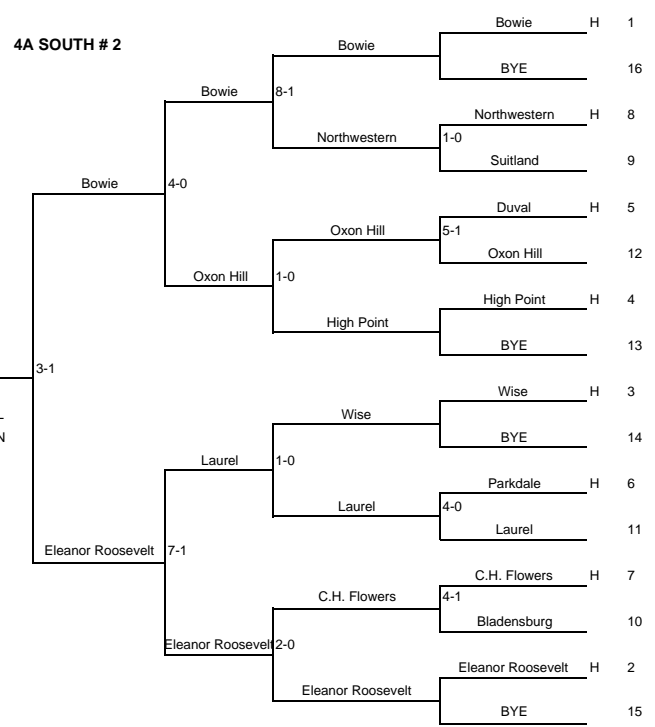 Bowie H 1
4A SOUTH # 2
Bowie
BYE 16
Bowie 8-1
Northwestern H 8
Northwestern 1-0
Suitland 9
Bowie 4-0
Duval H 5
Oxon Hill 5-1
Oxon Hill 12
Oxon Hill 1-0
High Point H 4
High Point
BYE 13
3-1
Wise H 3
Wise
N
BYE 14
Laurel 1-0
Parkdale H 6
Laurel 4-0
Laurel 11
Eleanor Roosevelt 7-1
C.H. Flowers H 7
C.H. Flowers 4-1
Bladensburg 10
Eleanor Roosevelt 2-0
Eleanor Roosevelt H 2
Eleanor Roosevelt
BYE 15